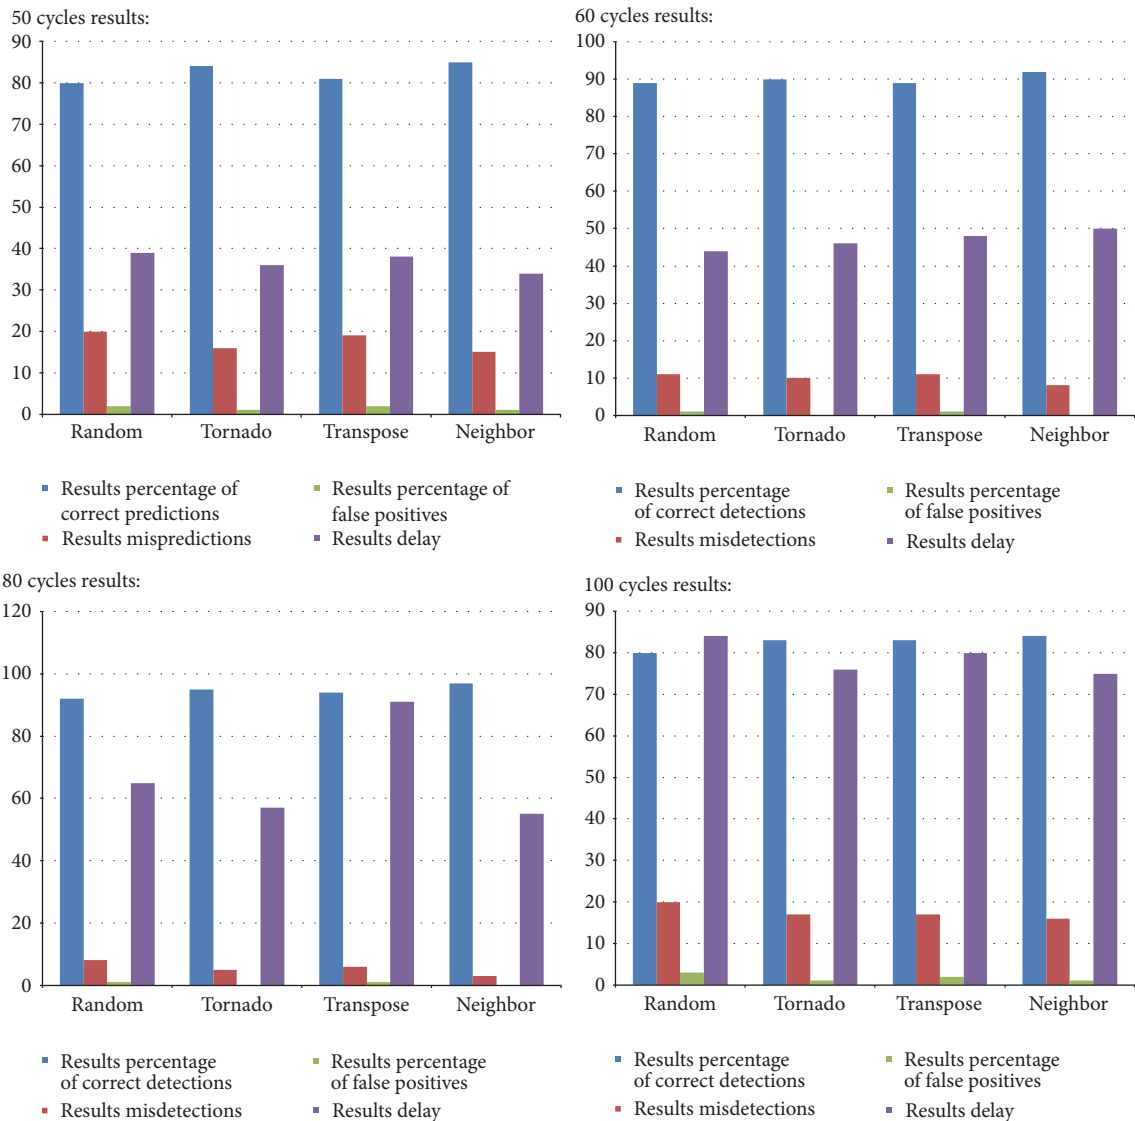 50 cycles results:
90
80
70
60
50
40
30
20
10
0
Random Tornado Transpose Neighbor
Results percentage of
correct predictions
Results mispredictions
Results percentage of
false positives
Results delay
60 cycles results:
100
90
80
70
60
50
40
30
20
10
0
Random Tornado Transpose Neighbor
Results percentage
of correct detections
Results misdetections
Results percentage
of false positives
Results delay
80 cycles results:
120
100
80
60
40
20
0
Random Tornado Transpose Neighbor
Results percentage
of correct detections
Results misdetections
Results percentage
of false positives
Results delay
100 cycles results:
90
80
70
60
50
40
30
20
10
0
Random Tornado Transpose Neighbor
Results percentage
of correct detections
Results misdetections
Results percentage
of false positives
Results delay